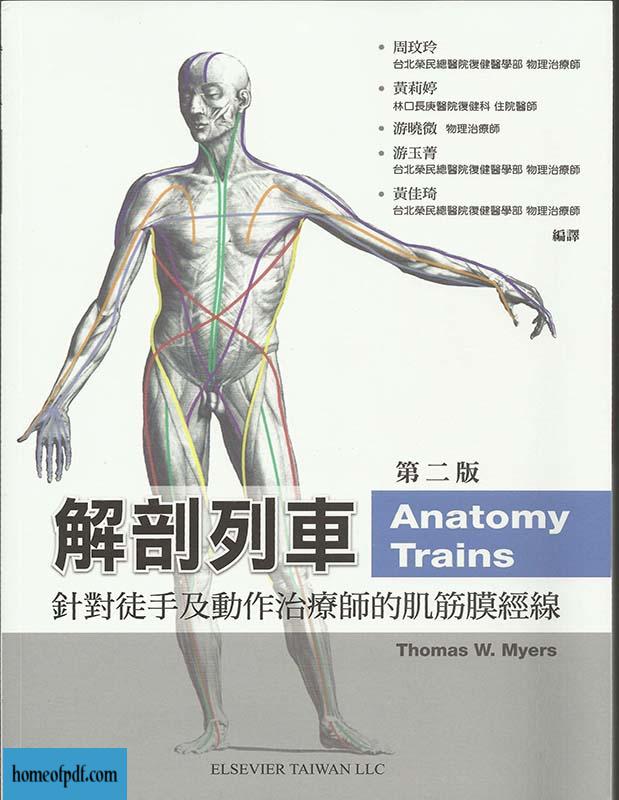 • 周玟玲
台北榮民總醫院復健醫學部 物理治療師
• 黃莉婷
林口長庚醫院復健科 住院醫師
• 游曉微 物理治療師
• 游玉菁
台北榮民總醫院復健醫學部 物理治療師
• 黃佳琦
台北榮民總醫院復健醫學部 物理治療師
編譯
第二版
解剖列車
Anatomy
Trains
針對徒手及動作治療師的肌筋膜經線
Thomas W. Myers
ELSEVIER TAIWAN LLC
homeofpdf.com